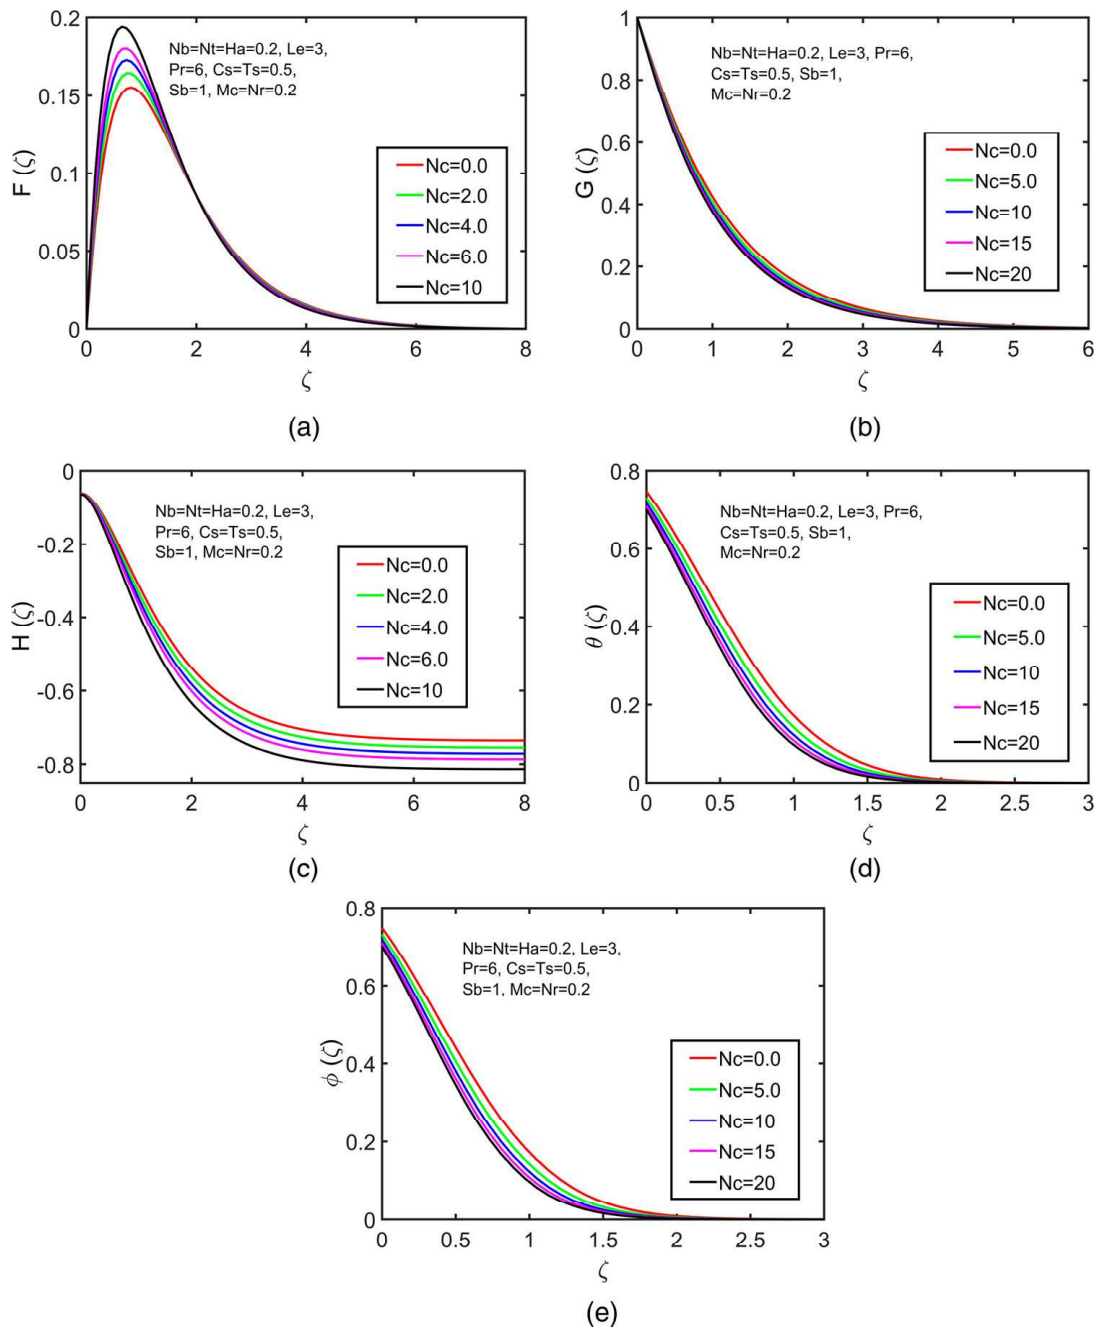 0.2
0.15
0.1
0.05
0
F (ζ)
Nb=Nt=Ha=0.2, Le=3,
Pr=6, Cs=Ts=0.5,
Sb=1, Mc=Nr=0.2
Nc=0.0
Nc=2.0
Nc=4.0
Nc=6.0
Nc=10
0 2 4 6 8
ζ
(a)
1
0.8
0.6
0.4
0.2
0
G (ζ)
Nb=Nt=Ha=0.2, Le=3, Pr=6,
Cs=Ts=0.5, Sb=1,
Mc=Nr=0.2
Nc=0.0
Nc=5.0
Nc=10
Nc=15
Nc=20
0 1 2 3 4 5 6
ζ
(b)
0
-0.2
-0.4
-0.6
-0.8
H (ζ)
Nb=Nt=Ha=0.2, Le=3,
Pr=6, Cs=Ts=0.5,
Sb=1, Mc=Nr=0.2
Nc=0.0
Nc=2.0
Nc=4.0
Nc=6.0
Nc=10
0 2 4 6 8
ζ
(c)
0.8
0.6
0.4
0.2
0
θ (ζ)
Nb=Nt=Ha=0.2, Le=3, Pr=6,
Cs=Ts=0.5, Sb=1,
Mc=Nr=0.2
Nc=0.0
Nc=5.0
Nc=10
Nc=15
Nc=20
0 0.5 1 1.5 2 2.5 3
ζ
(d)
0.8
0.6
0.4
0.2
0
ϕ (ζ)
Nb=Nt=Ha=0.2, Le=3,
Pr=6, Cs=Ts=0.5,
Sb=1, Mc=Nr=0.2
Nc=0.0
Nc=5.0
Nc=10
Nc=15
Nc=20
0 0.5 1 1.5 2 2.5 3
ζ
(e)